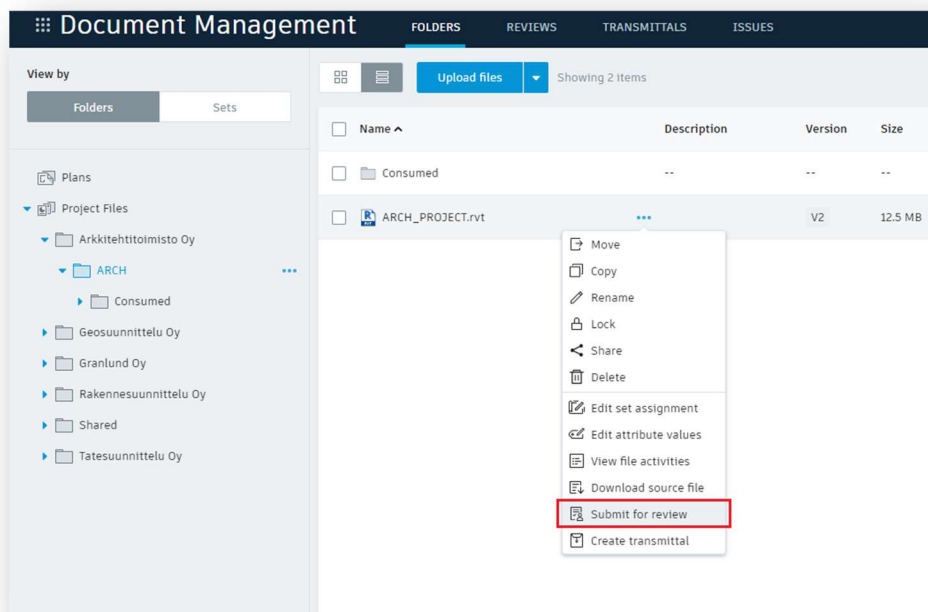 Document Management
FOLDERS REVIEWS TRANSMITTALS ISSUES
View by
Folders Sets
Plans
Project Files
Arkkitehtitoimisto Oy
ARCH
Consumed
Geosuunnittelu Oy
Granlund Oy
Rakennesuunnittelu Oy
Shared
Tatesuunnittelu Oy
Upload files Showing 2 items
Name Description Version Size
Consumed -- -- --
ARCH_PROJECT.rvt V2 12.5 MB
Move
Copy
Rename
Lock
Share
Delete
Edit set assignment
Edit attribute values
View file activities
Download source file
Submit for review
Create transmittal